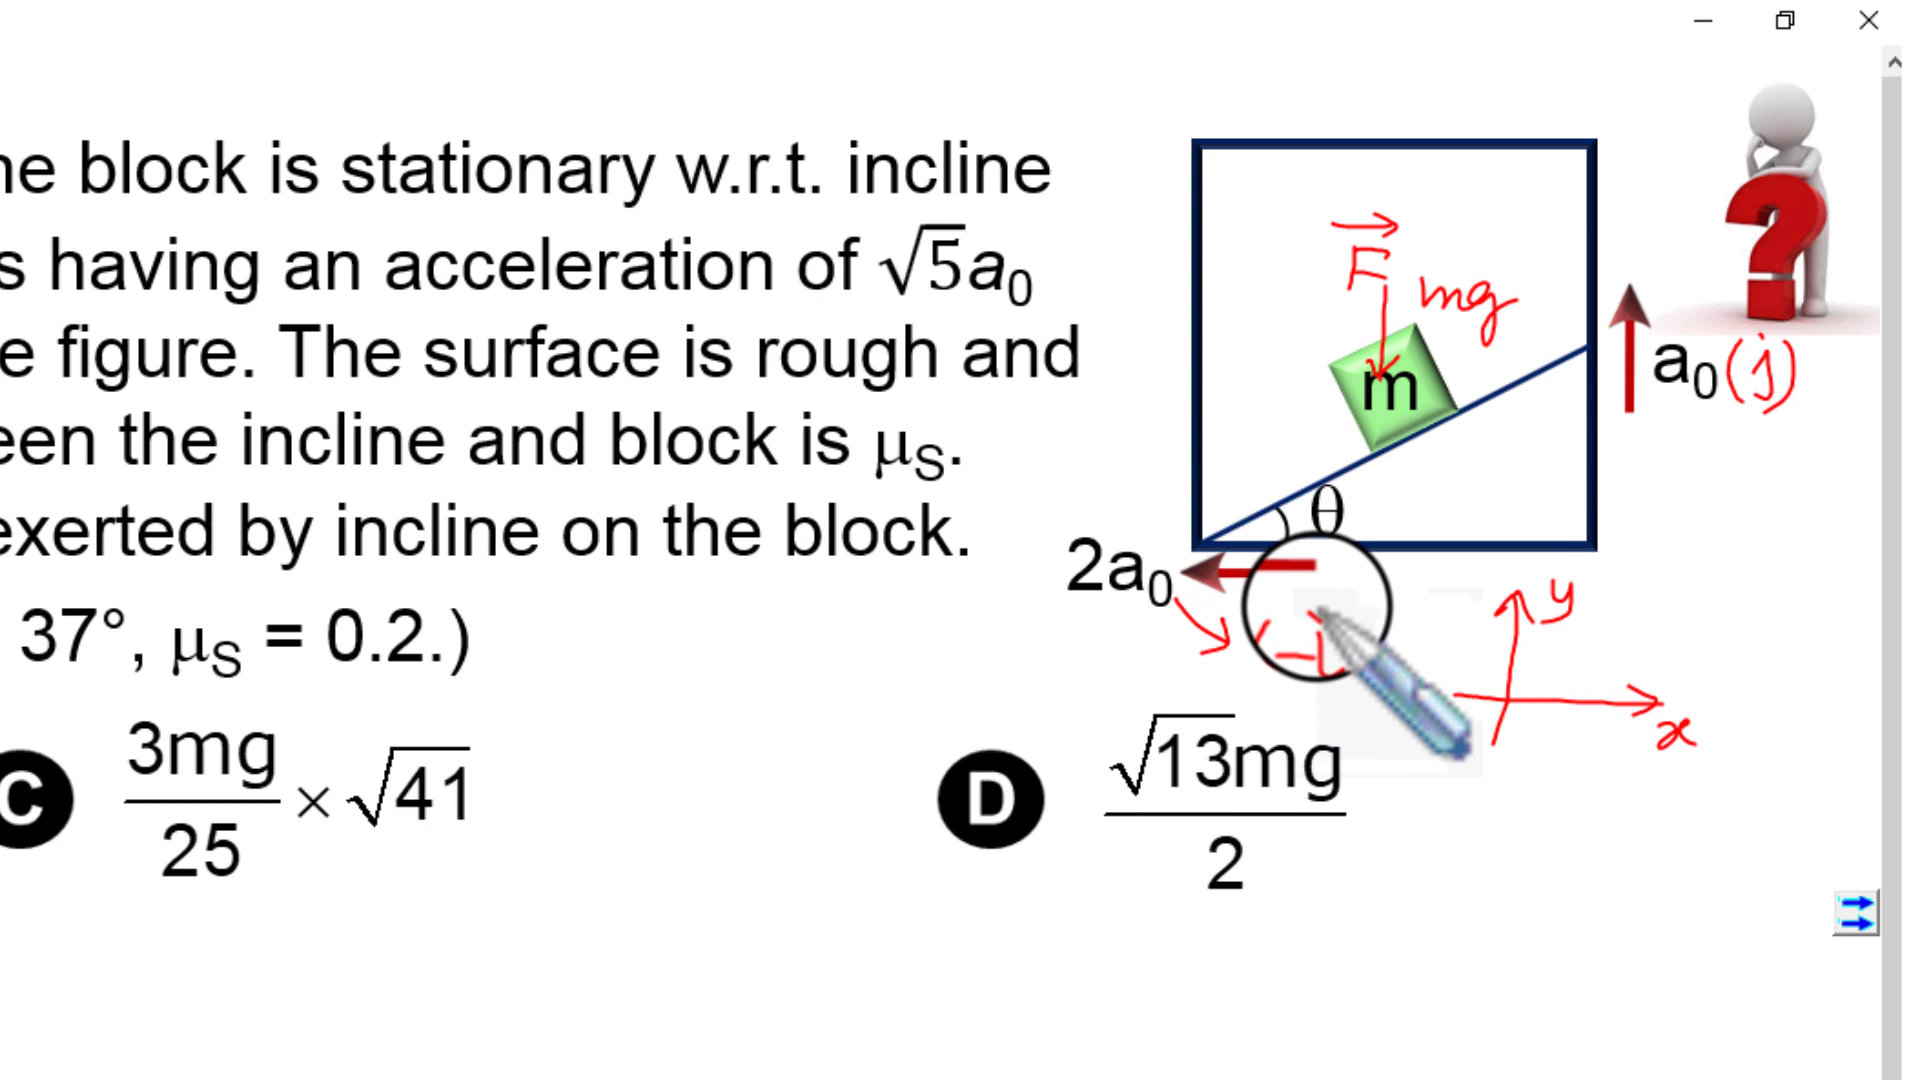 ne block is stationary w.r.t. incline
s having an acceleration of √5a₀
e figure. The surface is rough and
een the incline and block is μS.
exerted by incline on the block.
37°, μS = 0.2.)
C 3mg/25 × √41
D √13mg/2
F mg
m
a₀(j)
θ
2a₀
y
x